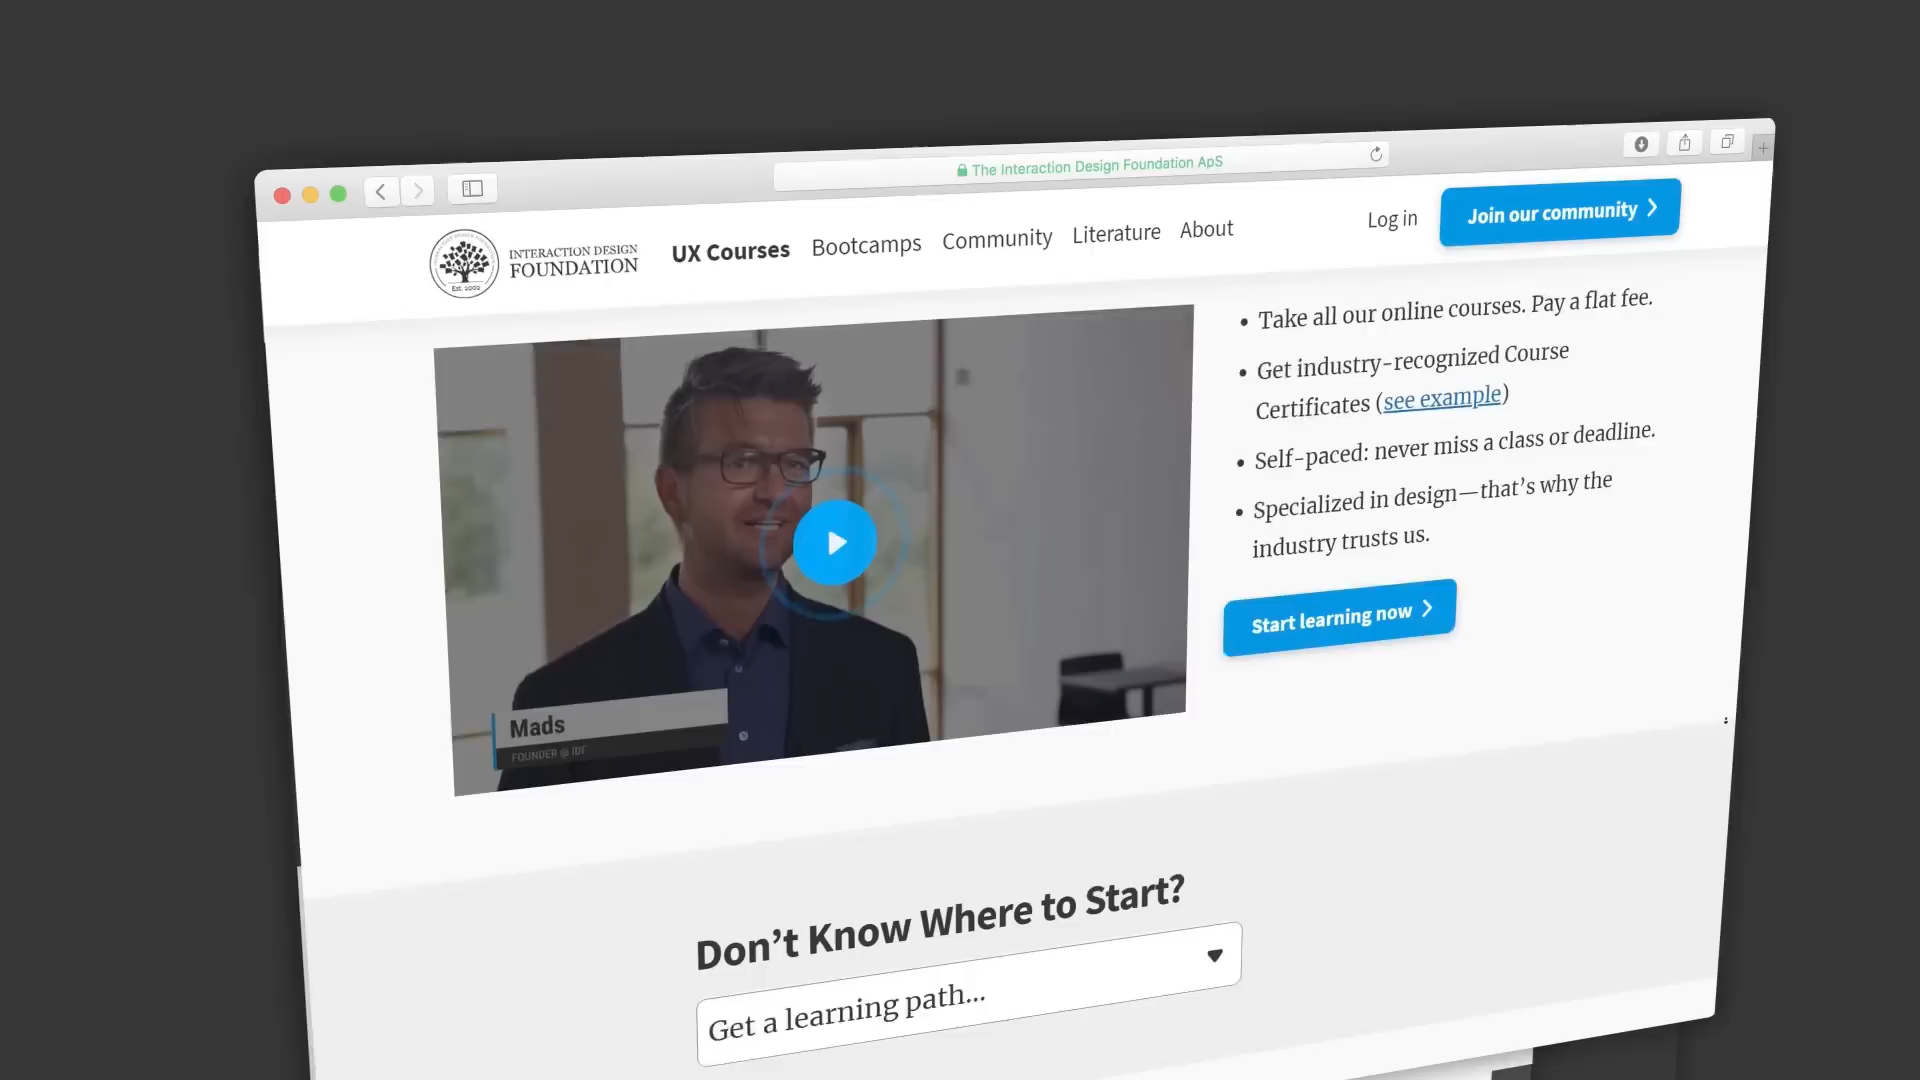 The Interaction Design Foundation ApS
INTERACTION DESIGN
FOUNDATION
Est. 2002
UX Courses
Bootcamps
Community
Literature
About
Log in
Join our community
Take all our online courses. Pay a flat fee.
Get industry-recognized Course
Certificates (see example)
Self-paced: never miss a class or deadline.
Specialized in design—that's why the
industry trusts us.
Start learning now
Mads
FOUNDER @ IDF
Don't Know Where to Start?
Get a learning path...